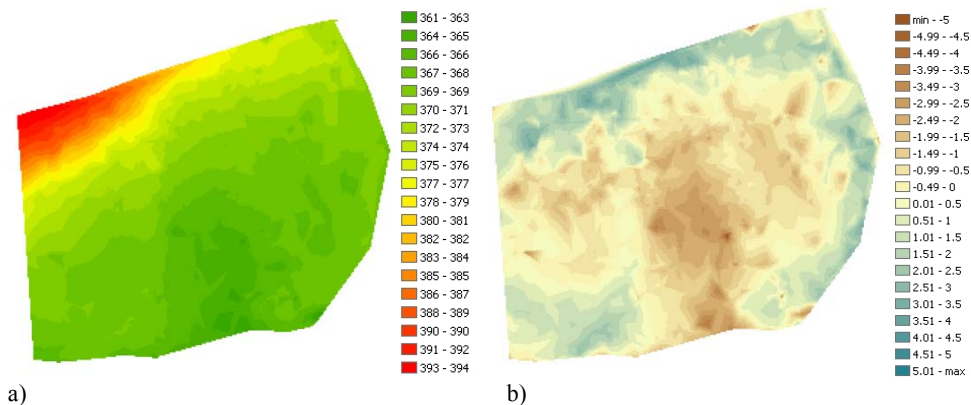 361 - 363
364 - 365
366 - 366
367 - 368
369 - 369
370 - 371
372 - 373
374 - 374
375 - 376
377 - 377
378 - 379
380 - 381
382 - 382
383 - 384
385 - 385
386 - 387
388 - 389
390 - 390
391 - 392
393 - 394
a)
min - -5
-4.99 - -4.5
-4.49 - -4
-3.99 - -3.5
-3.49 - -3
-2.99 - -2.5
-2.49 - -2
-1.99 - -1.5
-1.49 - -1
-0.99 - -0.5
-0.49 - 0
0.01 - 0.5
0.51 - 1
1.01 - 1.5
1.51 - 2
2.01 - 2.5
2.51 - 3
3.01 - 3.5
3.51 - 4
4.01 - 4.5
4.51 - 5
5.01 - max
b)